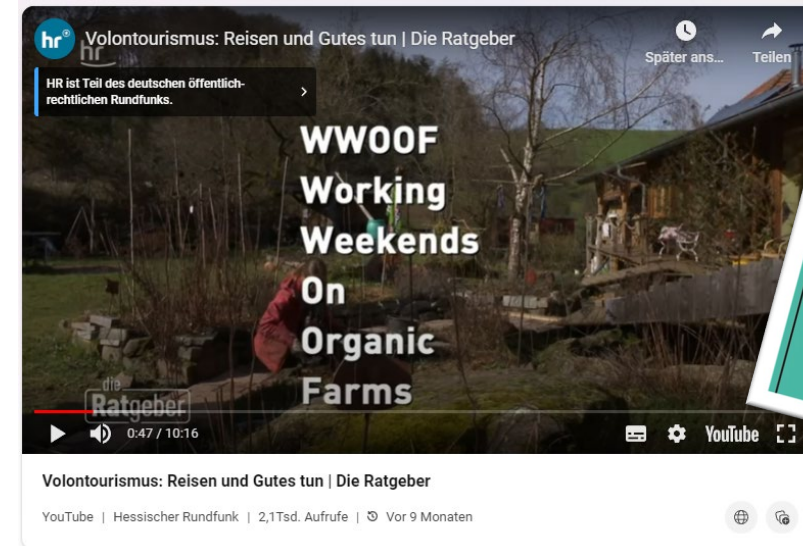 hr
Volontourismus: Reisen und Gutes tun | Die Ratgeber
hr
Später ans...
Teilen
HR ist Teil des deutschen öffentlich-
rechtlichen Rundfunks.
WWOOF
Working
Weekends
On
Organic
Farms
die
Ratgeber
0:47 / 10:16
YouTube
Volontourismus: Reisen und Gutes tun | Die Ratgeber
YouTube | Hessischer Rundfunk | 2,1Tsd. Aufrufe | Vor 9 Monaten